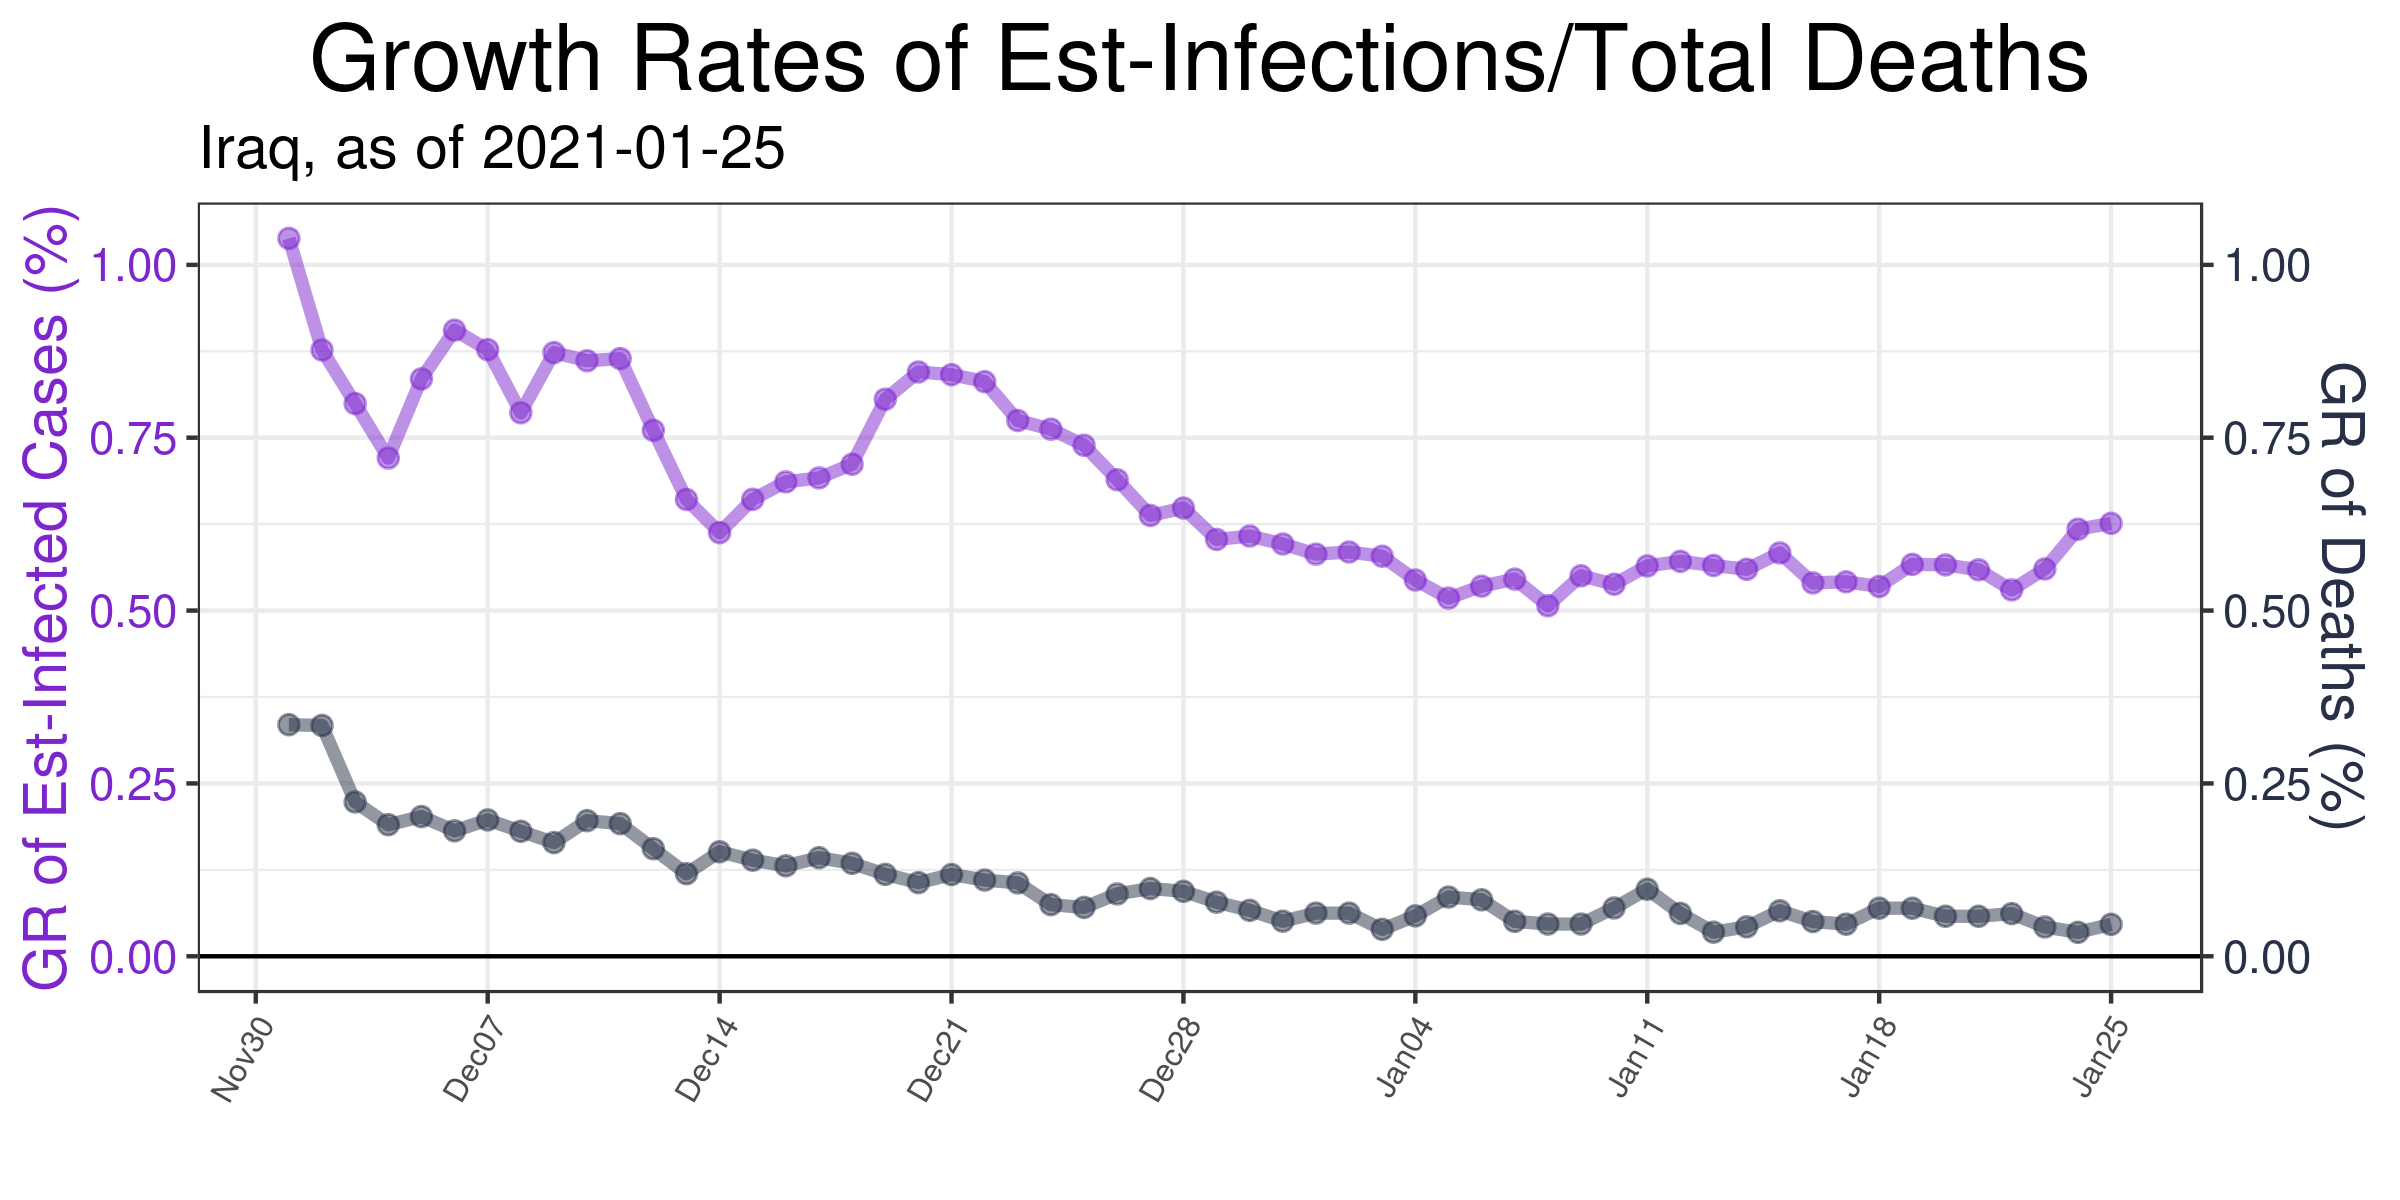 Growth Rates of Est-Infections/Total Deaths
Iraq, as of 2021-01-25
GR of Est-Infected Cases (%)
1.00
0.75
0.50
0.25
0.00
1.00
0.75
0.50
0.25
0.00
GR of Deaths (%)
Nov30
Dec07
Dec14
Dec21
Dec28
Jan04
Jan11
Jan18
Jan25